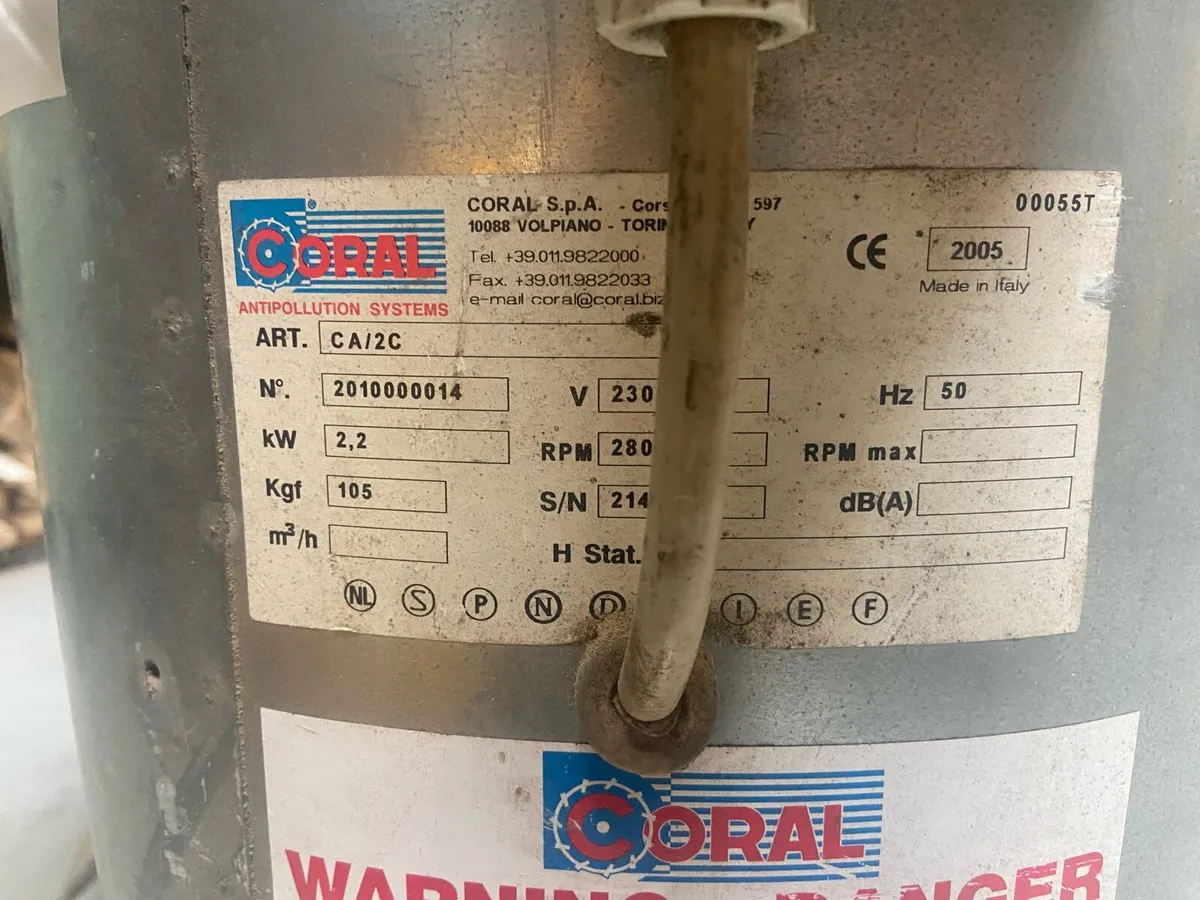 CORAL
®
ANTIPOLLUTION SYSTEMS
CORAL S.p.A. - 597
10088 VOLPIANO -
Tel. +39.011.9822000
Fax. +39.011.9822033
e-mail coral@coral.biz
00055T
CE 2005
Made in Italy
ART. CA/2C
N°. 2010000014 V 230 Hz 50
kW 2,2 RPM 280 RPM max
Kgf 105 S/N 214 dB(A)
m³/h H Stat.
NL S P N D I E F
CORAL
WARNING DANGER